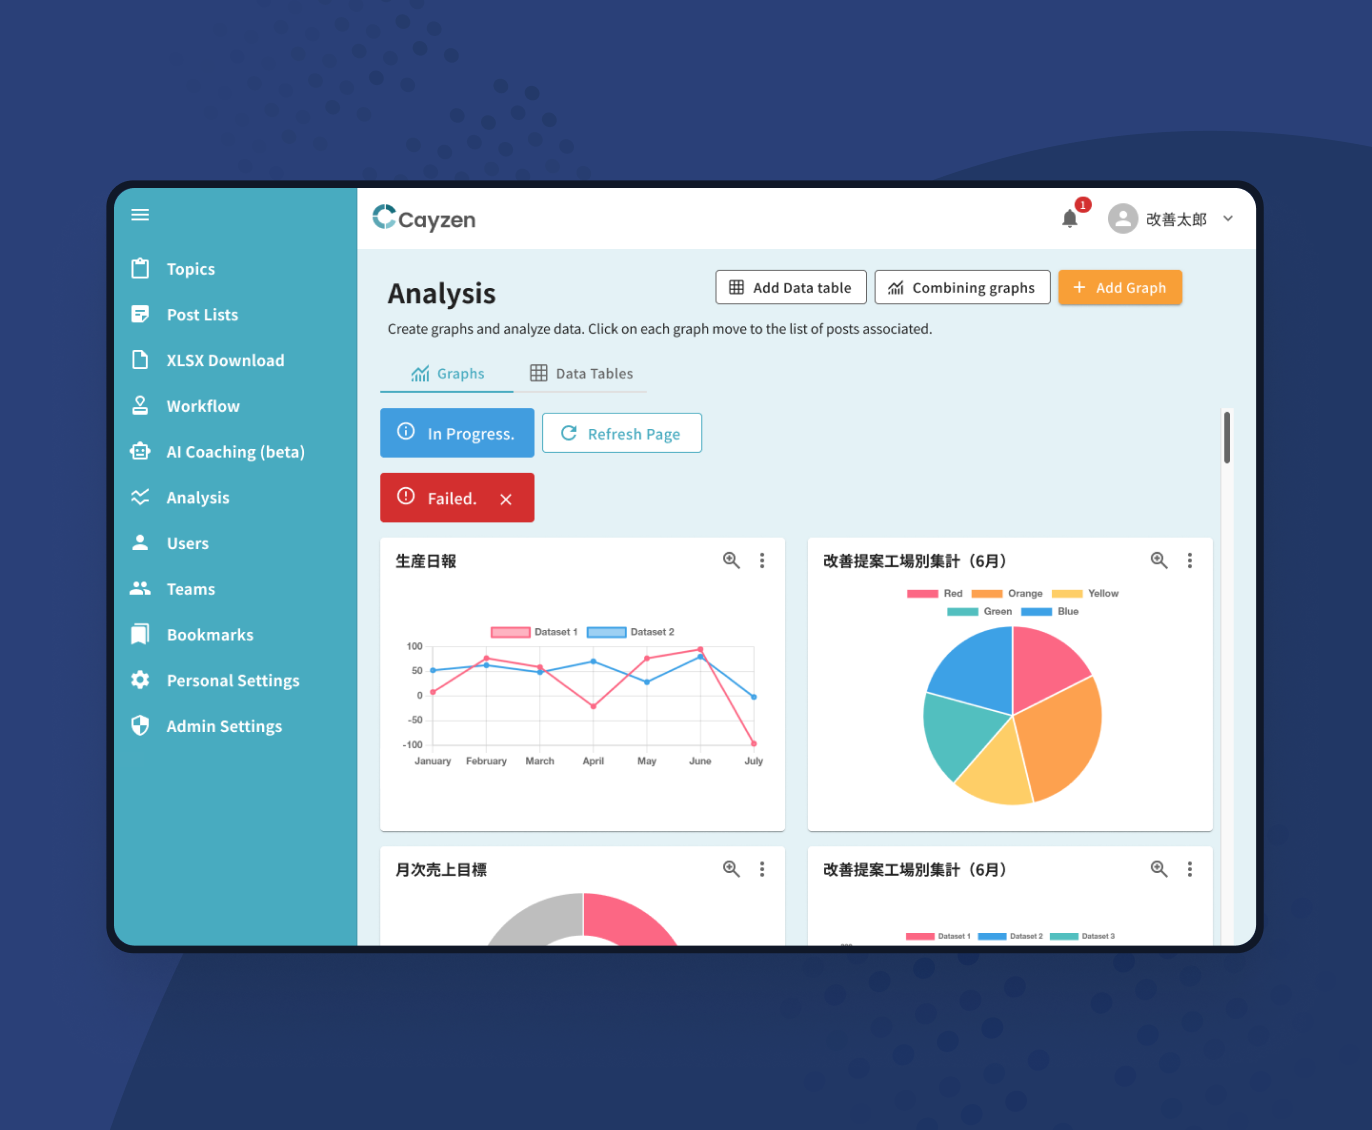 Cayzen
1
改善太郎
Topics
Post Lists
XLSX Download
Workflow
AI Coaching (beta)
Analysis
Users
Teams
Bookmarks
Personal Settings
Admin Settings
Analysis
Add Data table
Combining graphs
Add Graph
Create graphs and analyze data. Click on each graph move to the list of posts associated.
Graphs
Data Tables
In Progress.
Refresh Page
Failed.
生産日報
Dataset 1
Dataset 2
100
50
0
-50
-100
January February March April May June July
改善提案工場別集計（6月）
Red Orange Yellow
Green Blue
月次売上目標
改善提案工場別集計（6月）
Dataset 1 Dataset 2 Dataset 3